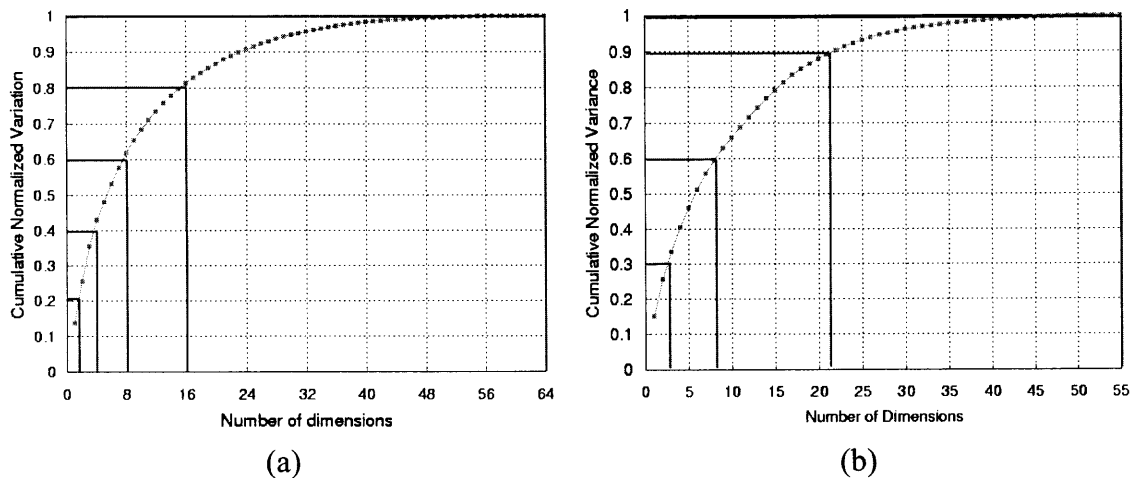 Cumulative Normalized Variation
1
0.9
0.8
0.7
0.6
0.5
0.4
0.3
0.2
0.1
0
0 8 16 24 32 40 48 56 64
Number of dimensions
(a)
Cumulative Normalized Variance
1
0.9
0.8
0.7
0.6
0.5
0.4
0.3
0.2
0.1
0
0 5 10 15 20 25 30 35 40 45 50 55
Number of Dimensions
(b)